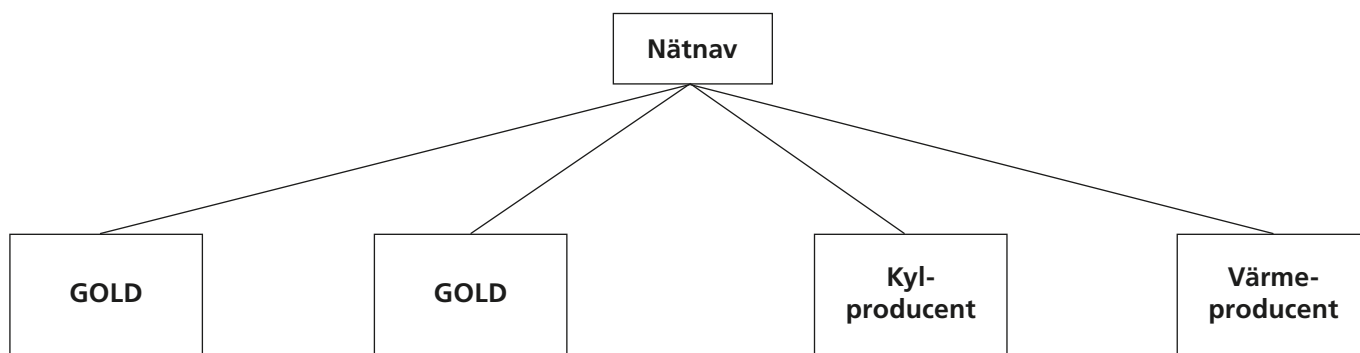 Nätnav
GOLD
GOLD
Kyl-
producent
Värme-
producent